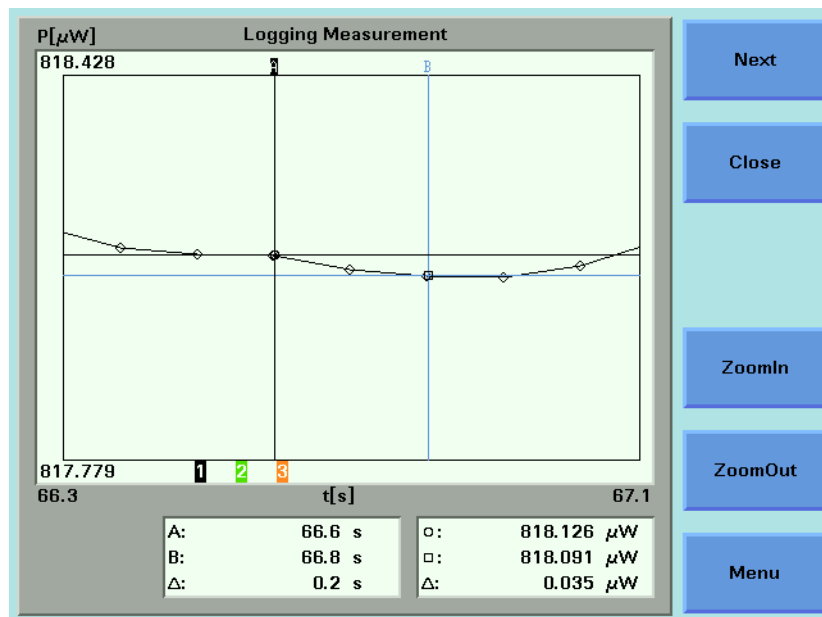 P[µW] Logging Measurement
818.428
A B
817.779
1 2 3
66.3 t[s] 67.1
A: 66.6 s
B: 66.8 s
Δ: 0.2 s
○: 818.126 µW
□: 818.091 µW
Δ: 0.035 µW
Next
Close
ZoomIn
ZoomOut
Menu